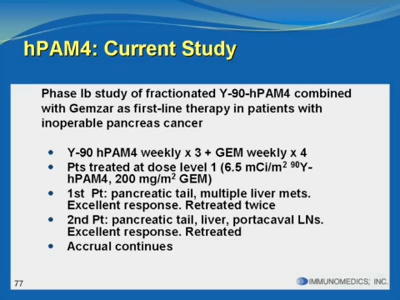 hPAM4: Current Study
Phase Ib study of fractionated Y-90-hPAM4 combined
with Gemzar as first-line therapy in patients with
inoperable pancreas cancer
• Y-90 hPAM4 weekly x 3 + GEM weekly x 4
• Pts treated at dose level 1 (6.5 mCi/m² ⁹⁰Y-
hPAM4, 200 mg/m² GEM)
• 1st Pt: pancreatic tail, multiple liver mets.
Excellent response. Retreated twice
• 2nd Pt: pancreatic tail, liver, portacaval LNs.
Excellent response. Retreated
• Accrual continues
77
IMMUNOMEDICS, INC.